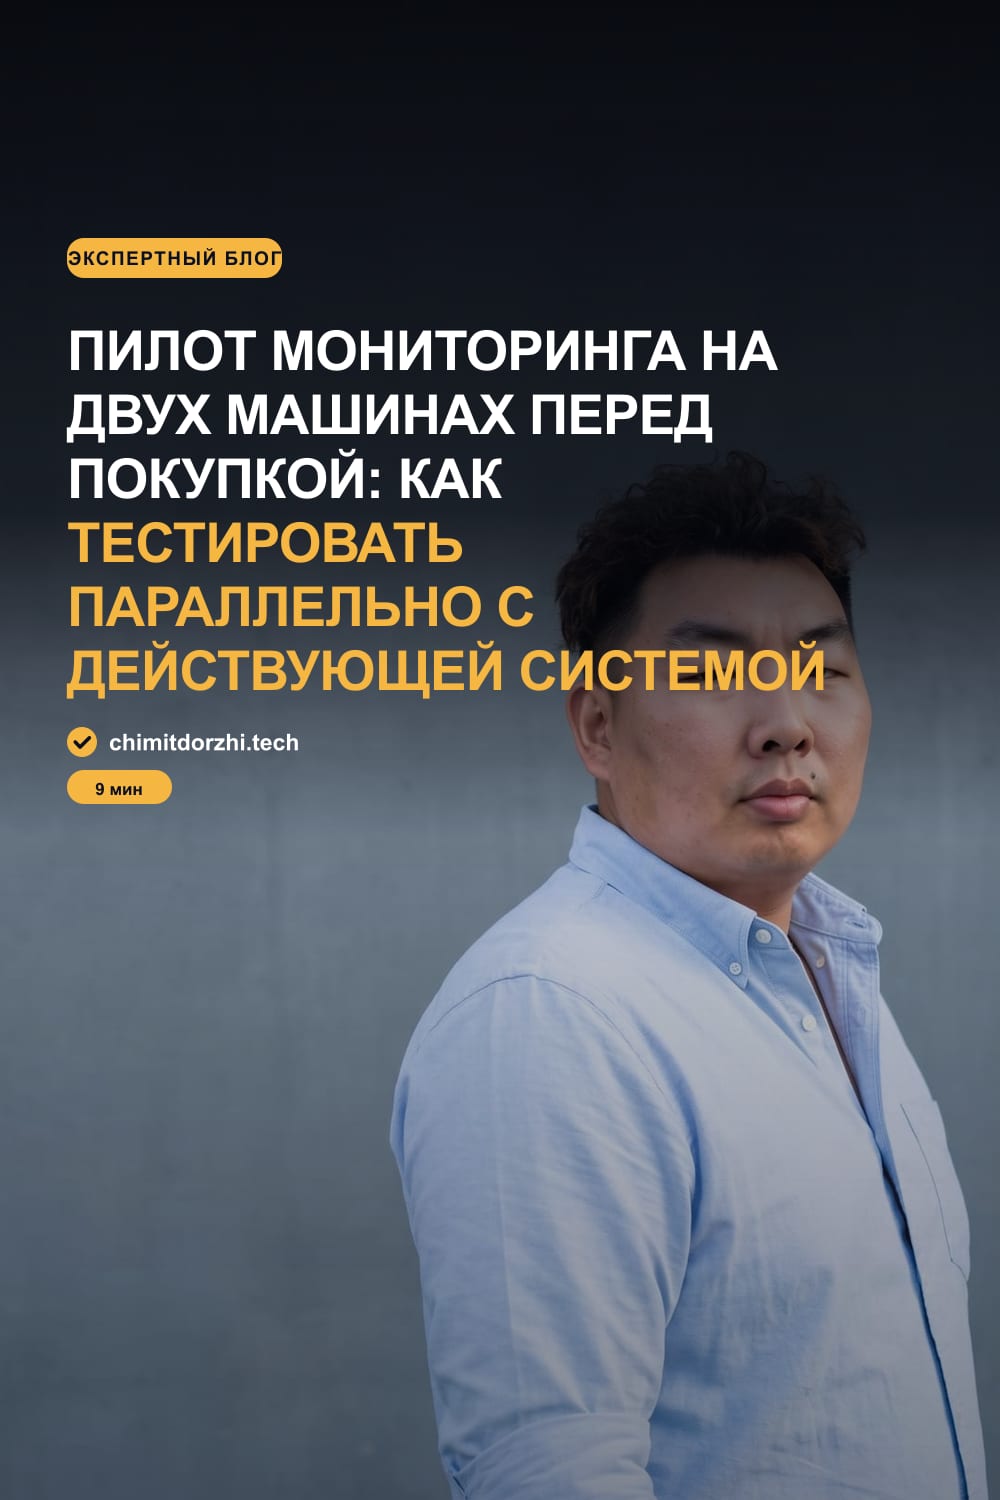 ЭКСПЕРТНЫЙ БЛОГ
ПИЛОТ МОНИТОРИНГА НА
ДВУХ МАШИНАХ ПЕРЕД
ПОКУПКОЙ: КАК
ТЕСТИРОВАТЬ
ПАРАЛЛЕЛЬНО С
ДЕЙСТВУЮЩЕЙ СИСТЕМОЙ
chimitdorzhi.tech
9 мин